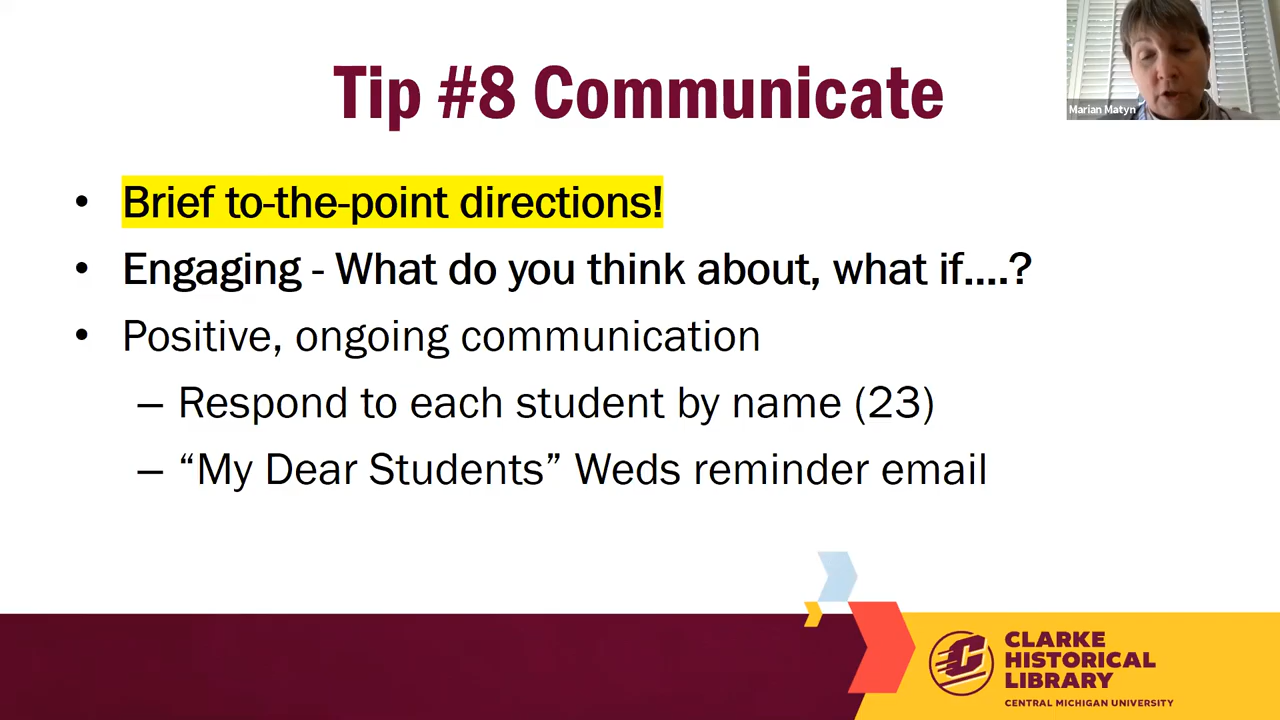 Tip #8 Communicate
Marian Matyn
• Brief to-the-point directions!
• Engaging - What do you think about, what if....?
• Positive, ongoing communication
– Respond to each student by name (23)
– “My Dear Students” Weds reminder email
C
CLARKE
HISTORICAL
LIBRARY
CENTRAL MICHIGAN UNIVERSITY